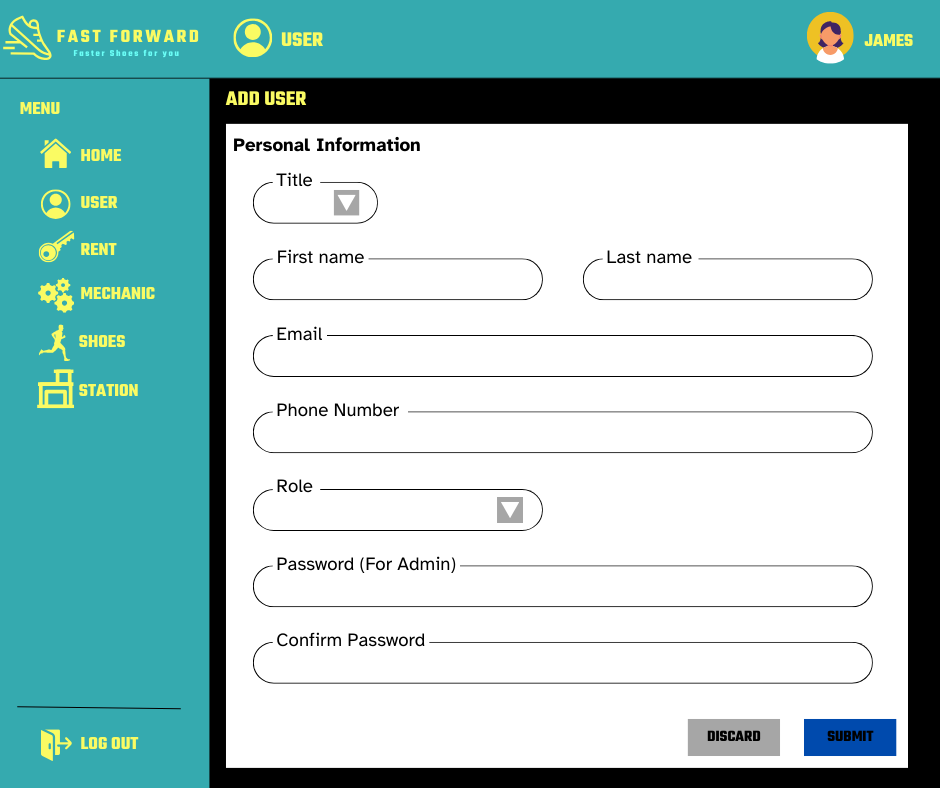 FAST FORWARD
Faster Shoes for you
USER
JAMES
MENU
HOME
USER
RENT
MECHANIC
SHOES
STATION
LOG OUT
ADD USER
Personal Information
Title
First name
Last name
Email
Phone Number
Role
Password (For Admin)
Confirm Password
DISCARD
SUBMIT